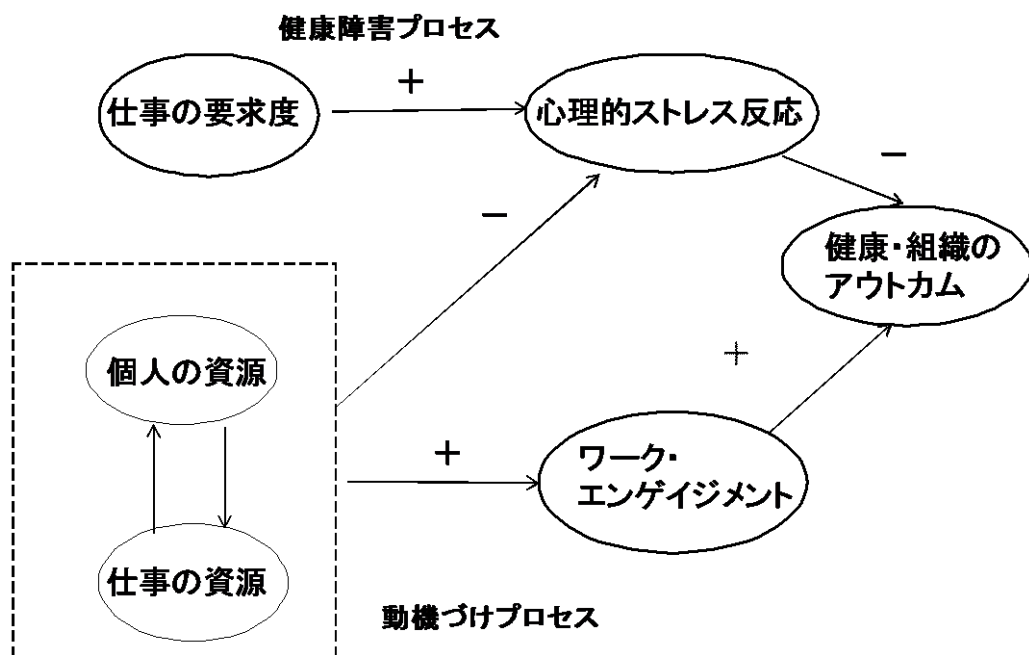 健康障害プロセス
+
仕事の要求度
心理的ストレス反応
−
−
健康・組織の
アウトカム
個人の資源
+
+
ワーク・
エンゲイジメント
仕事の資源
動機づけプロセス